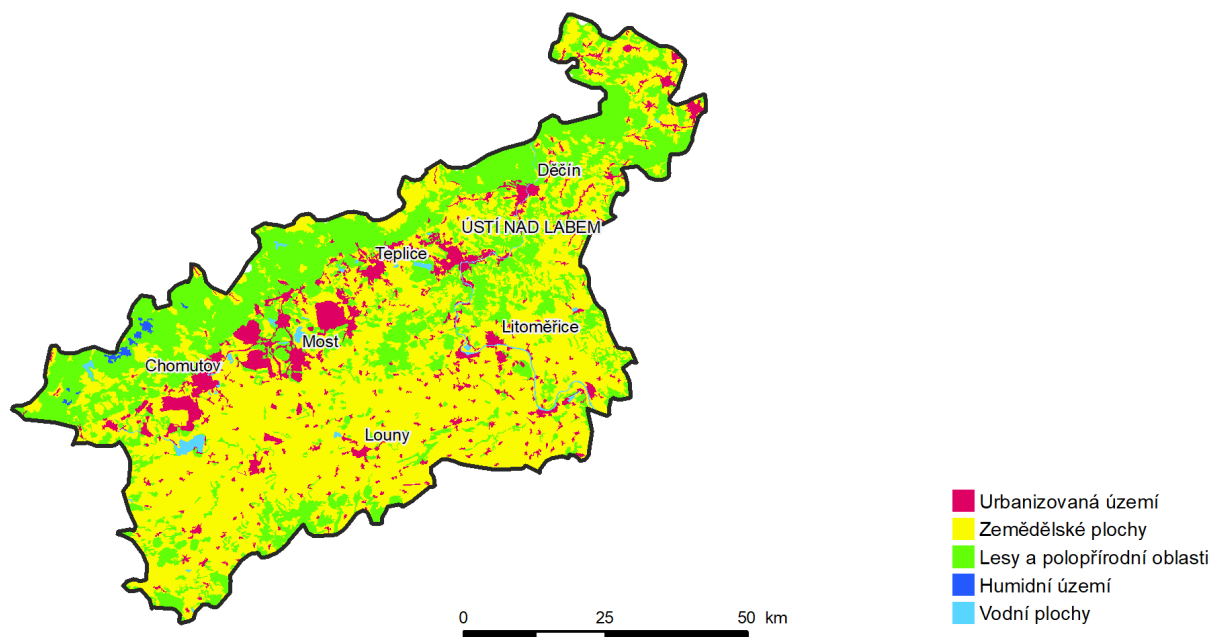 Děčín
ÚSTÍ NAD LABEM
Teplice
Litoměřice
Most
Chomutov
Louny
Urbanizovaná území
Zemědělské plochy
Lesy a polopřírodní oblasti
Humidní území
Vodní plochy
0 25 50 km